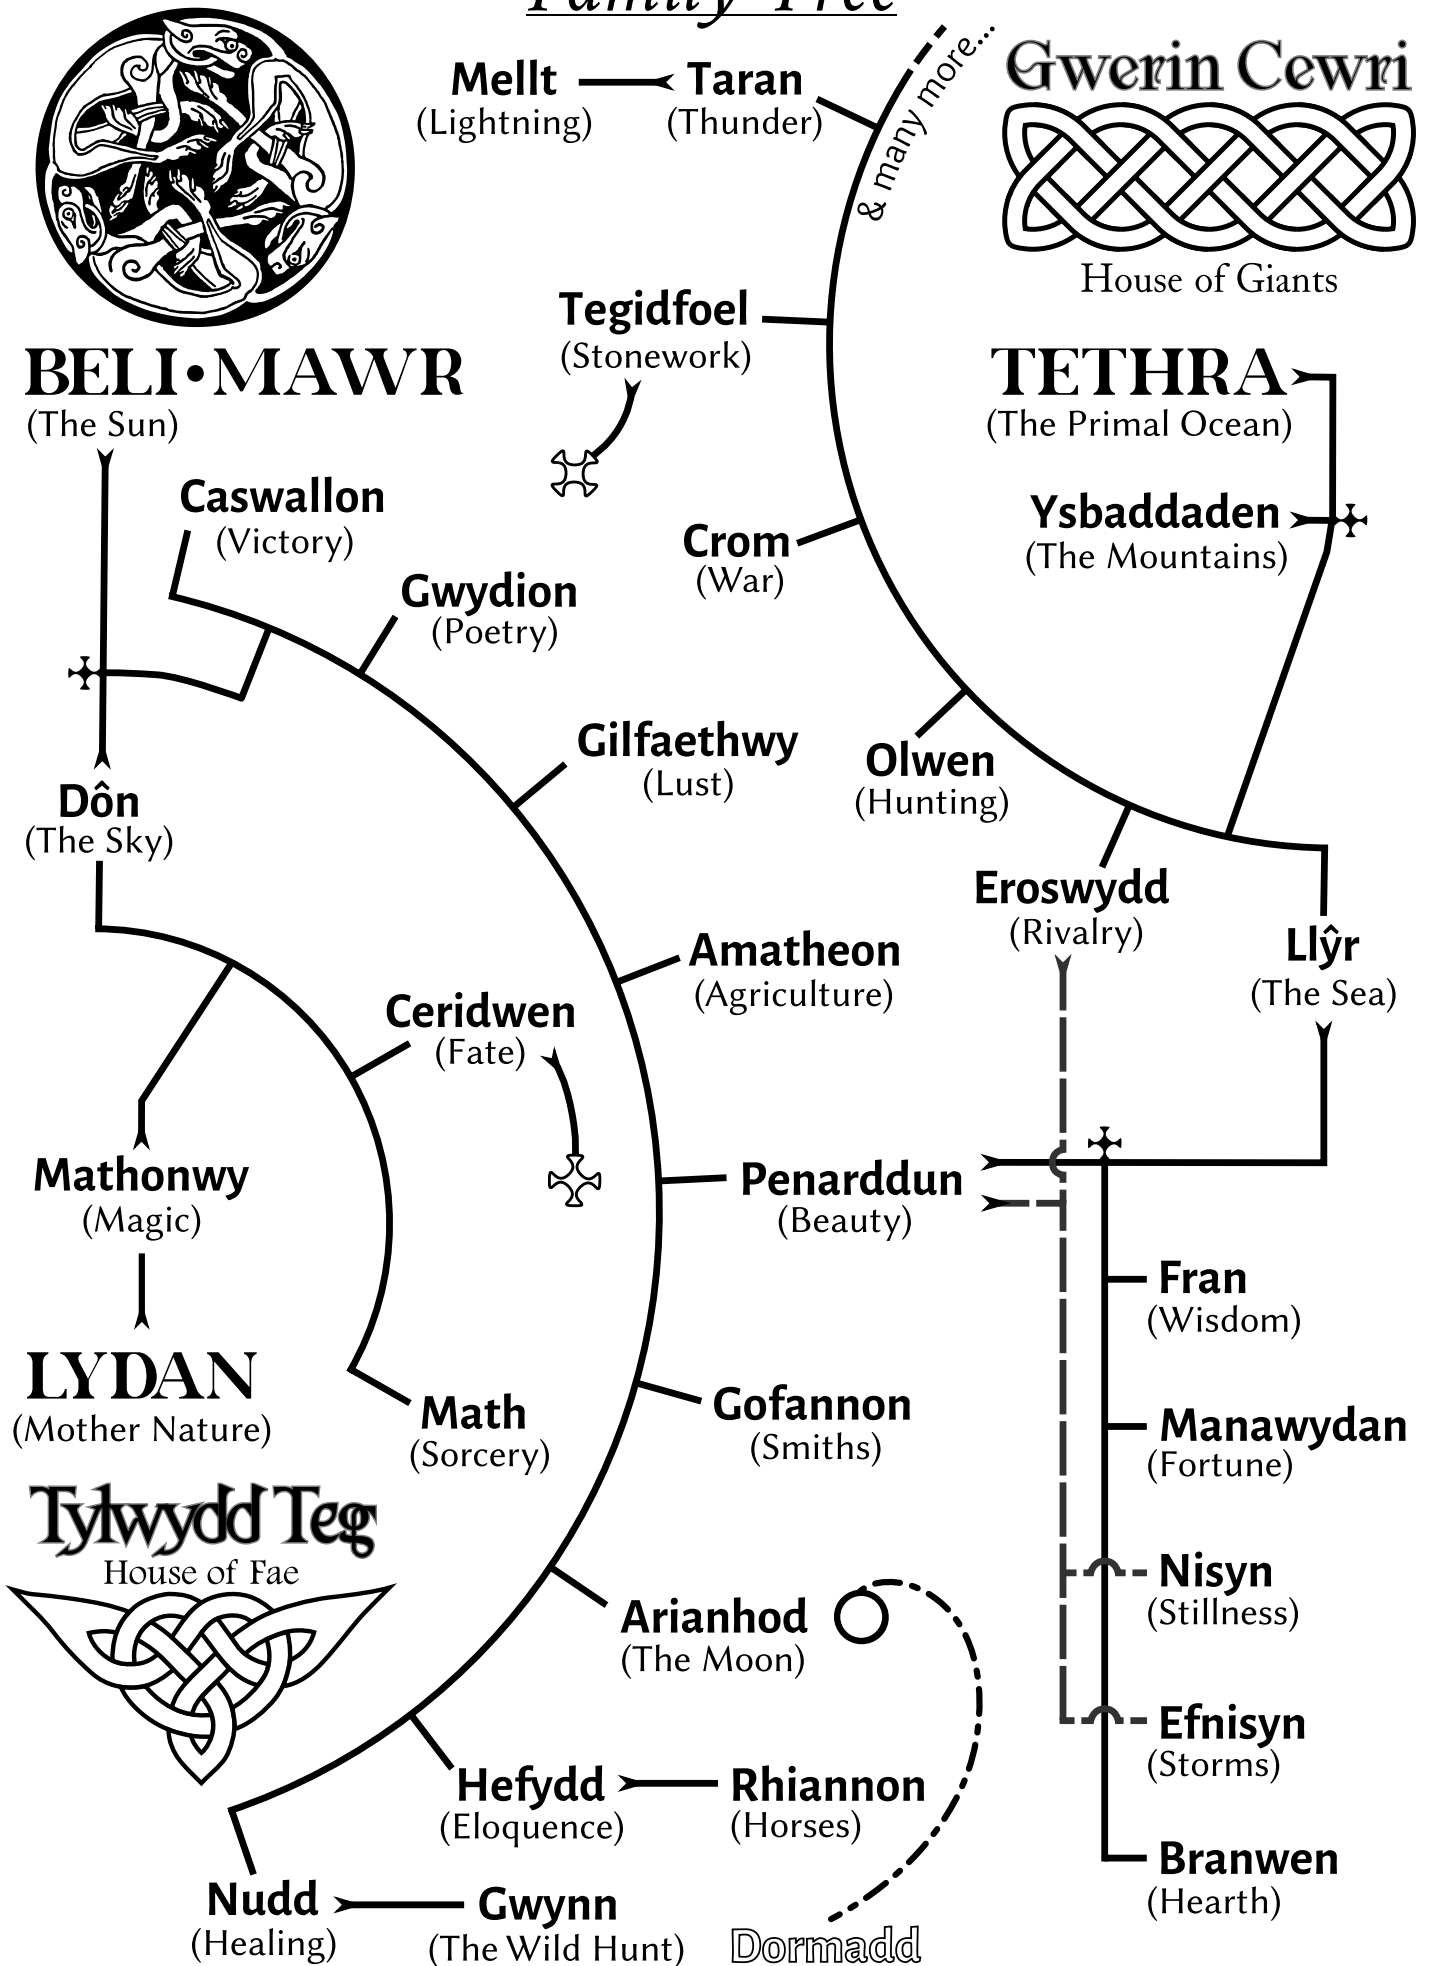 Family Tree
Mellt
(Lightning)
Taran
(Thunder)
& many more...
Gwerin Cewri
House of Giants
BELI•MAWR
(The Sun)
Tegidfoel
(Stonework)
TETHRA
(The Primal Ocean)
Caswallon
(Victory)
Ysbaddaden
(The Mountains)
Crom
(War)
Gwydion
(Poetry)
Gilfaethwy
(Lust)
Olwen
(Hunting)
Dôn
(The Sky)
Eroswydd
(Rivalry)
Llŷr
(The Sea)
Amatheon
(Agriculture)
Ceridwen
(Fate)
Mathonwy
(Magic)
Penarddun
(Beauty)
Fran
(Wisdom)
LYDAN
(Mother Nature)
Math
(Sorcery)
Gofannon
(Smiths)
Manawydan
(Fortune)
Tylwydd Teg
House of Fae
Nisyn
(Stillness)
Arianhod
(The Moon)
Efnisyn
(Storms)
Hefydd
(Eloquence)
Rhiannon
(Horses)
Branwen
(Hearth)
Nudd
(Healing)
Gwynn
(The Wild Hunt)
Dormadd